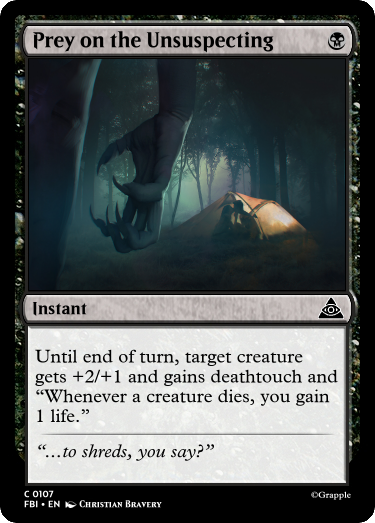 Prey on the Unsuspecting
Instant
Until end of turn, target creature
gets +2/+1 and gains deathtouch and
“Whenever a creature dies, you gain
1 life.”
“…to shreds, you say?”
C 0107
FBI • EN Christian Bravery
©Grapple